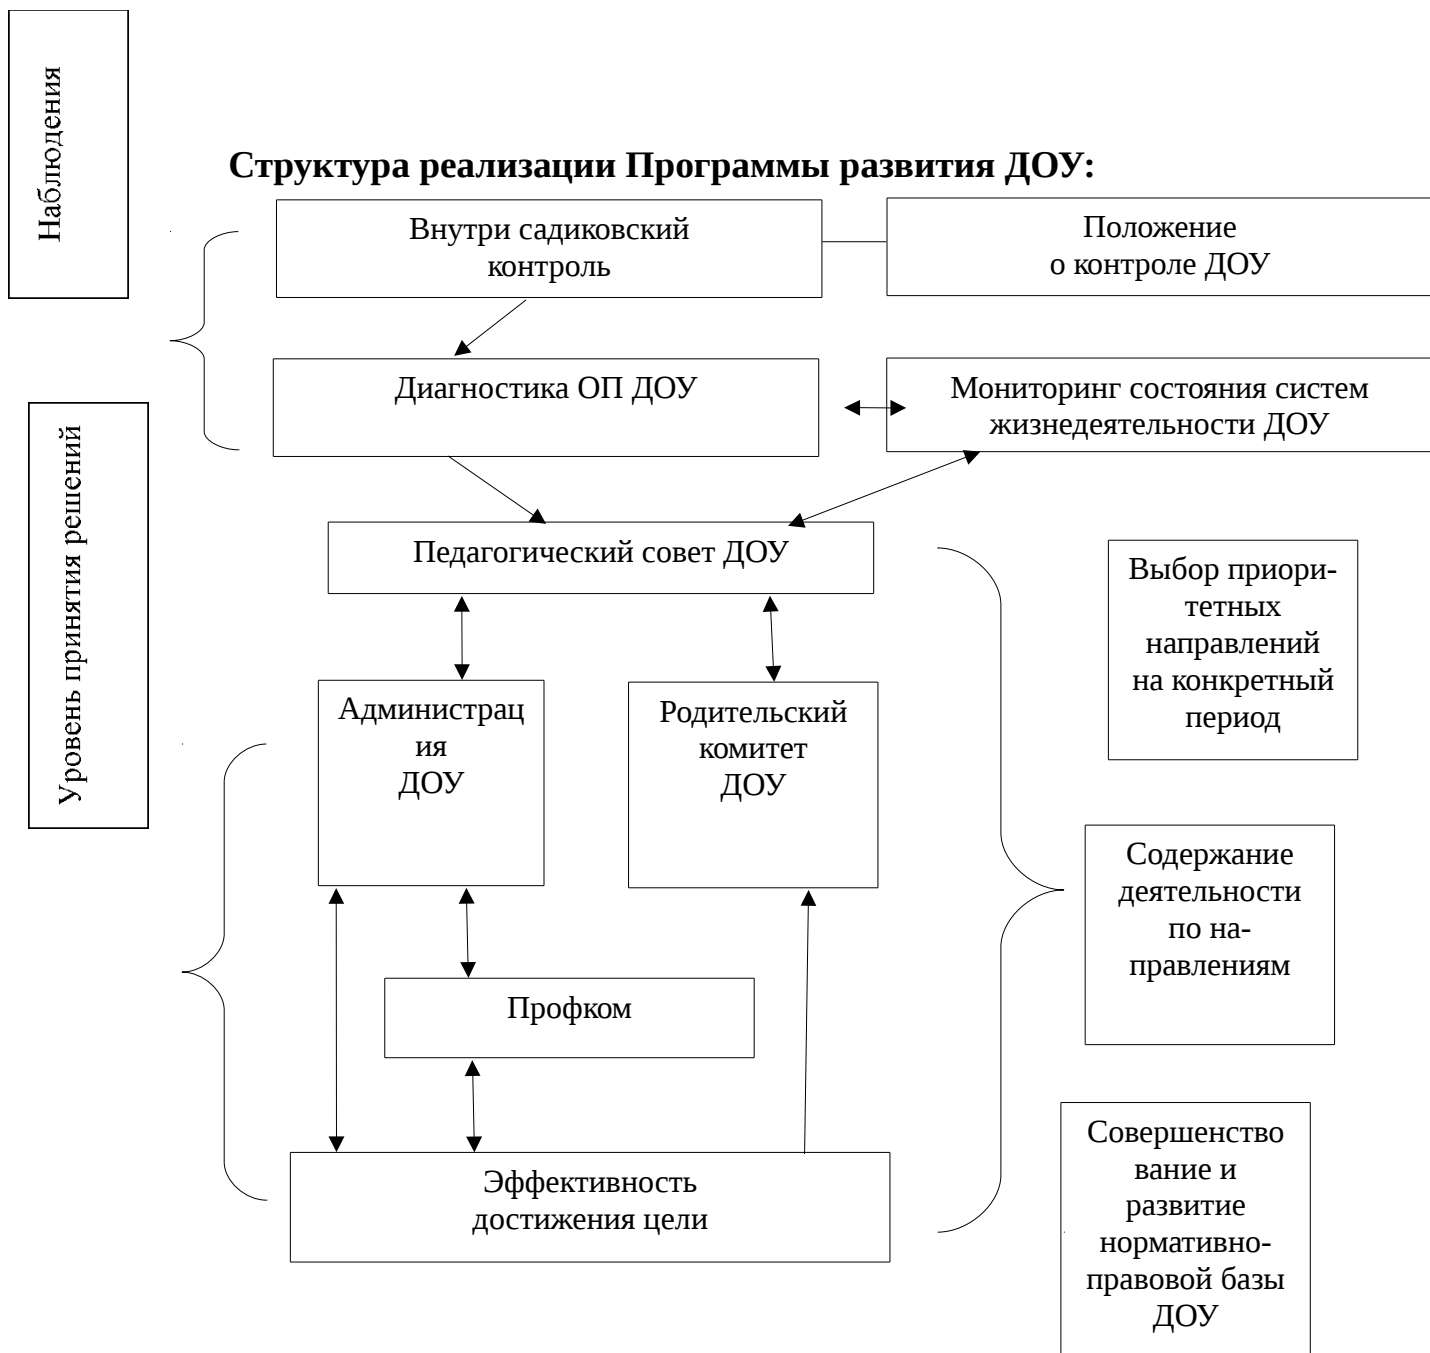 Наблюдения
Структура реализации Программы развития ДОУ:
Внутри садиковский
контроль
Положение
о контроле ДОУ
Диагностика ОП ДОУ
Мониторинг состояния систем
жизнедеятельности ДОУ
Уровень принятия решений
Педагогический совет ДОУ
Выбор приори-
тетных
направлений
на конкретный
период
Администрац
ия
ДОУ
Родительский
комитет
ДОУ
Содержание
деятельности
по на-
правлениям
Профком
Эффективность
достижения цели
Совершенство
вание и
развитие
нормативно-
правовой базы
ДОУ